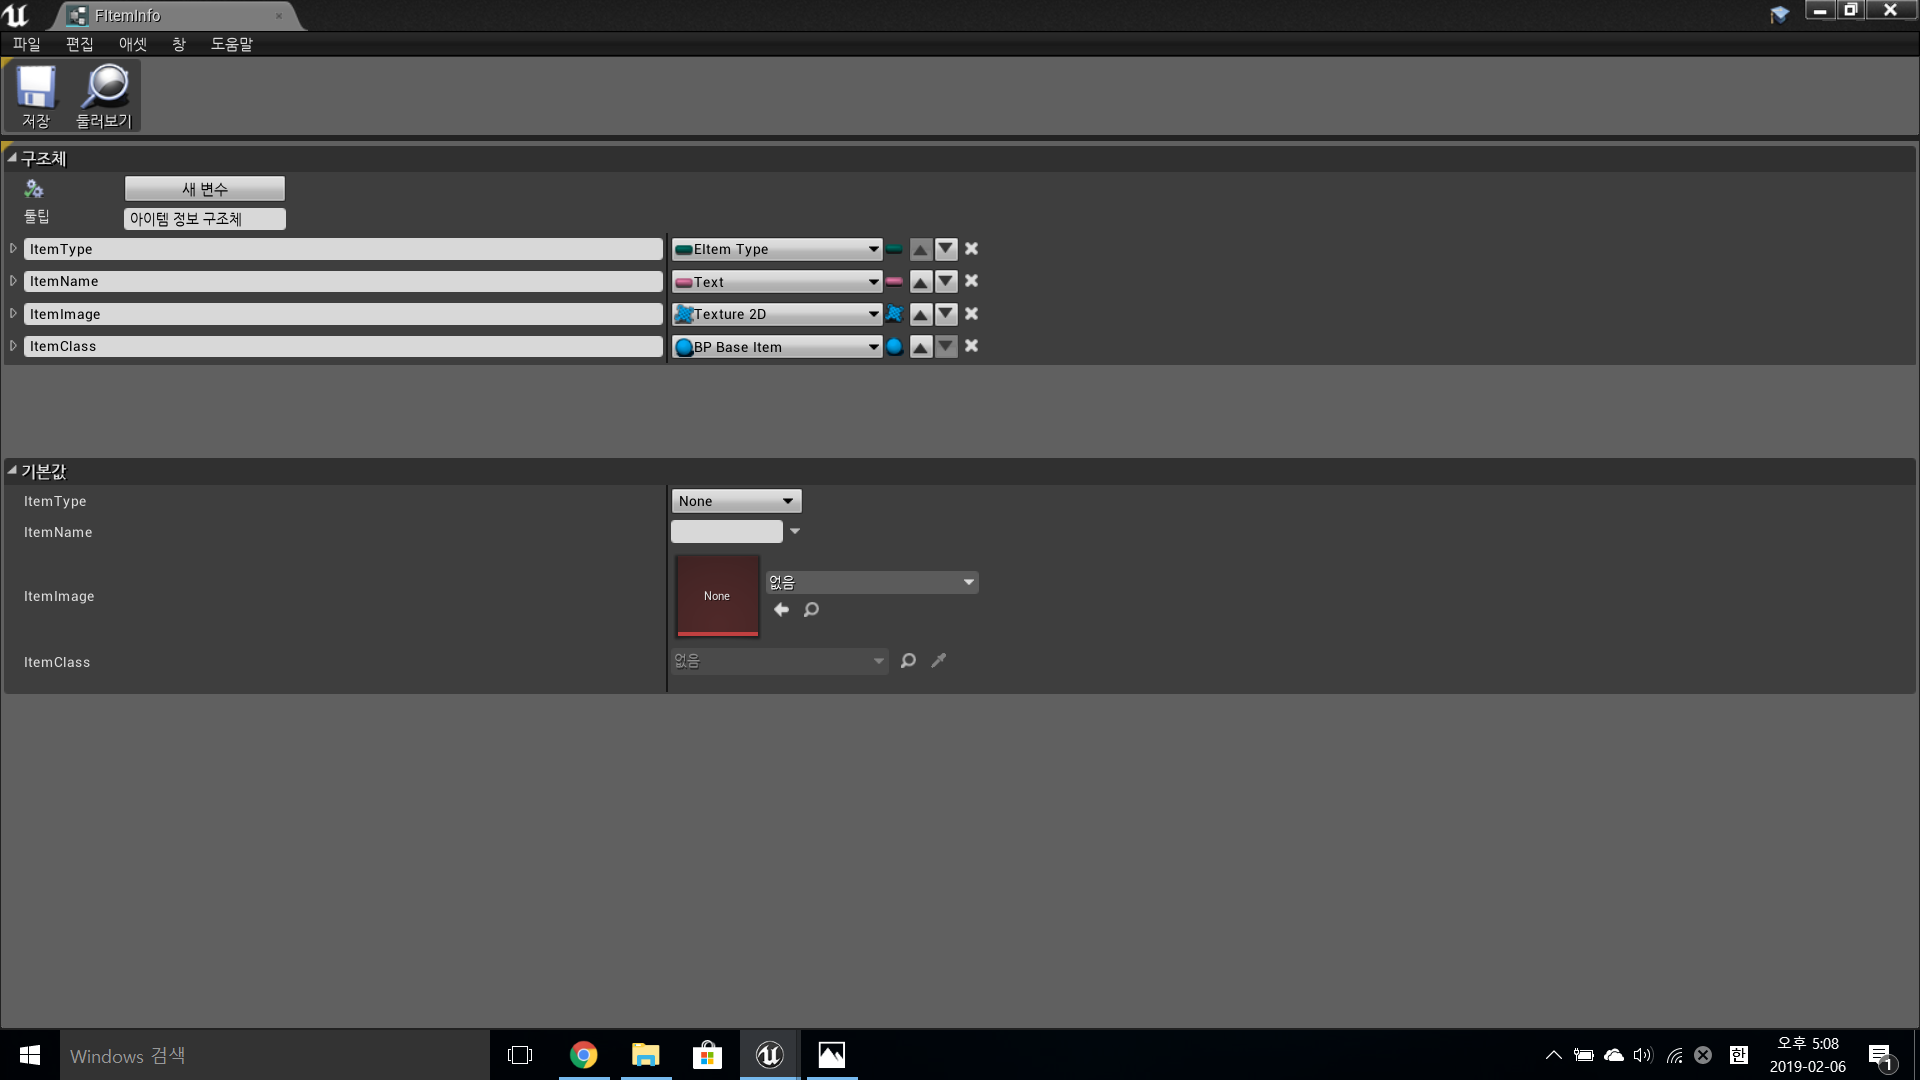 FItemInfo
파일 편집 애셋 창 도움말
저장 둘러보기
구조체
새 변수
툴팁 아이템 정보 구조체
ItemType EItem Type
ItemName Text
ItemImage Texture 2D
ItemClass BP Base Item
기본값
ItemType None
ItemName
ItemImage None 없음
ItemClass 없음
Windows 검색
한
오후 5:08
2019-02-06
1